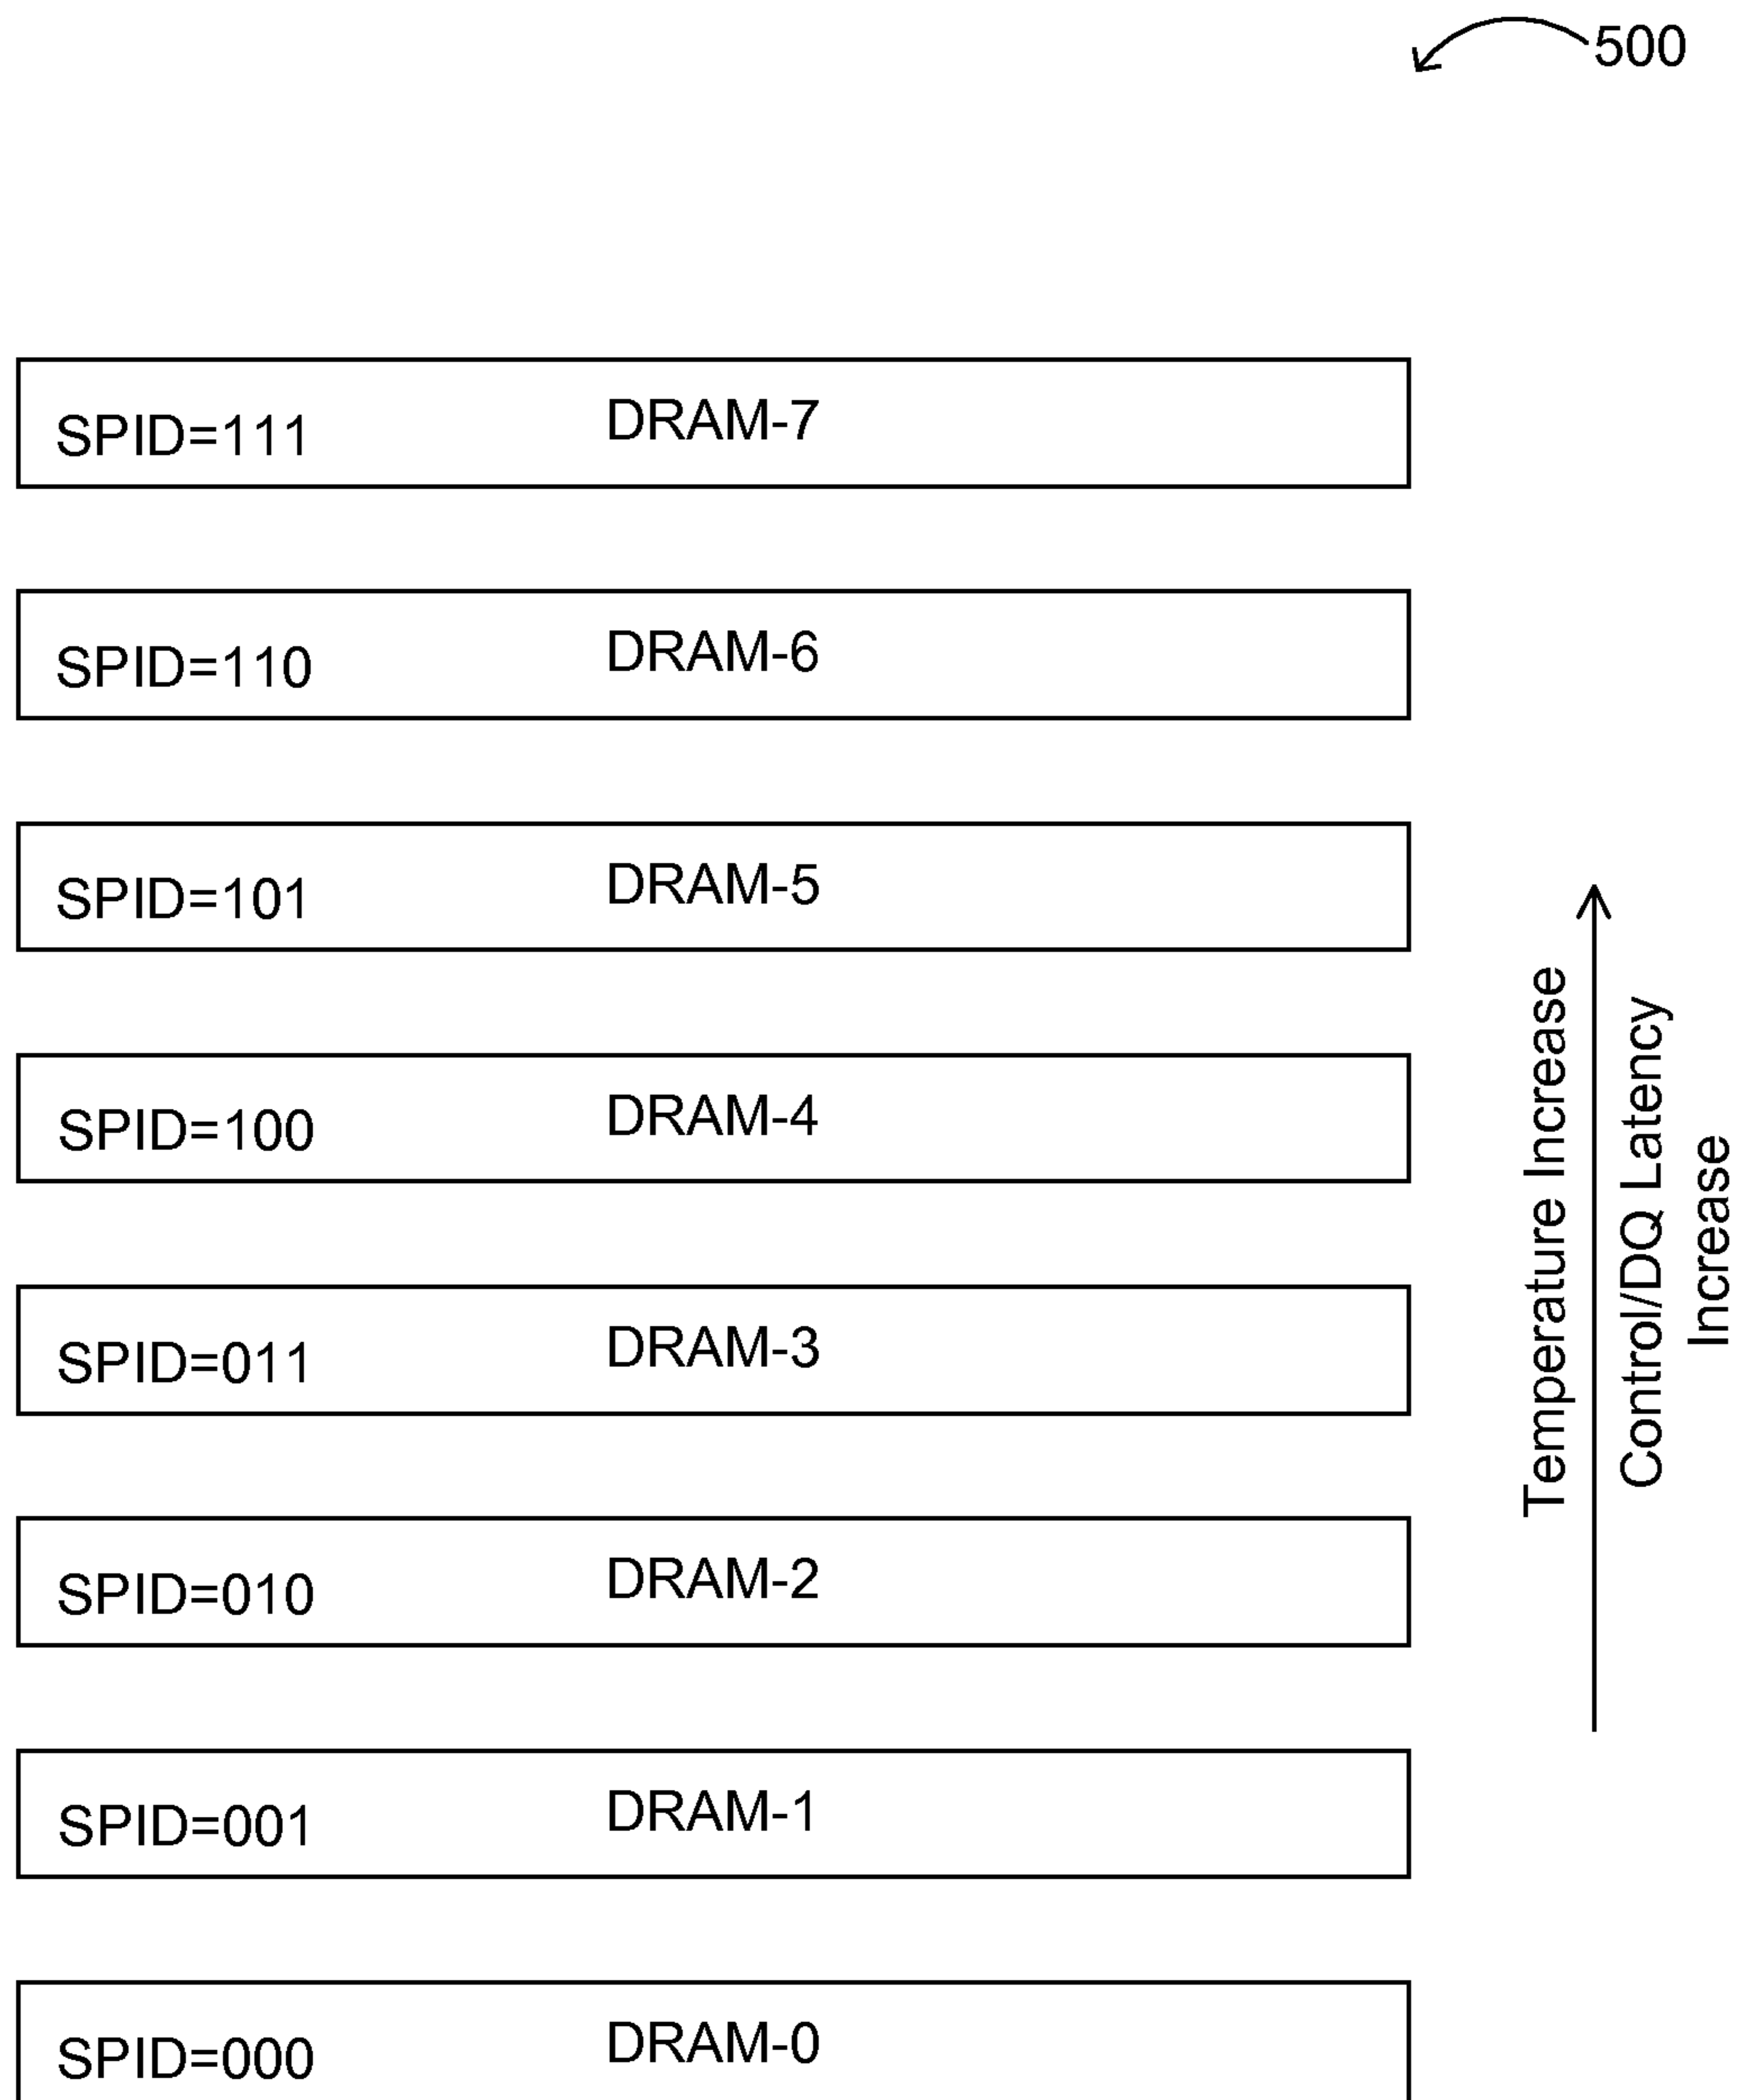 500
SPID=111 DRAM-7
SPID=110 DRAM-6
SPID=101 DRAM-5
SPID=100 DRAM-4
SPID=011 DRAM-3
SPID=010 DRAM-2
SPID=001 DRAM-1
SPID=000 DRAM-0
Temperature Increase
Control/DQ Latency
Increase